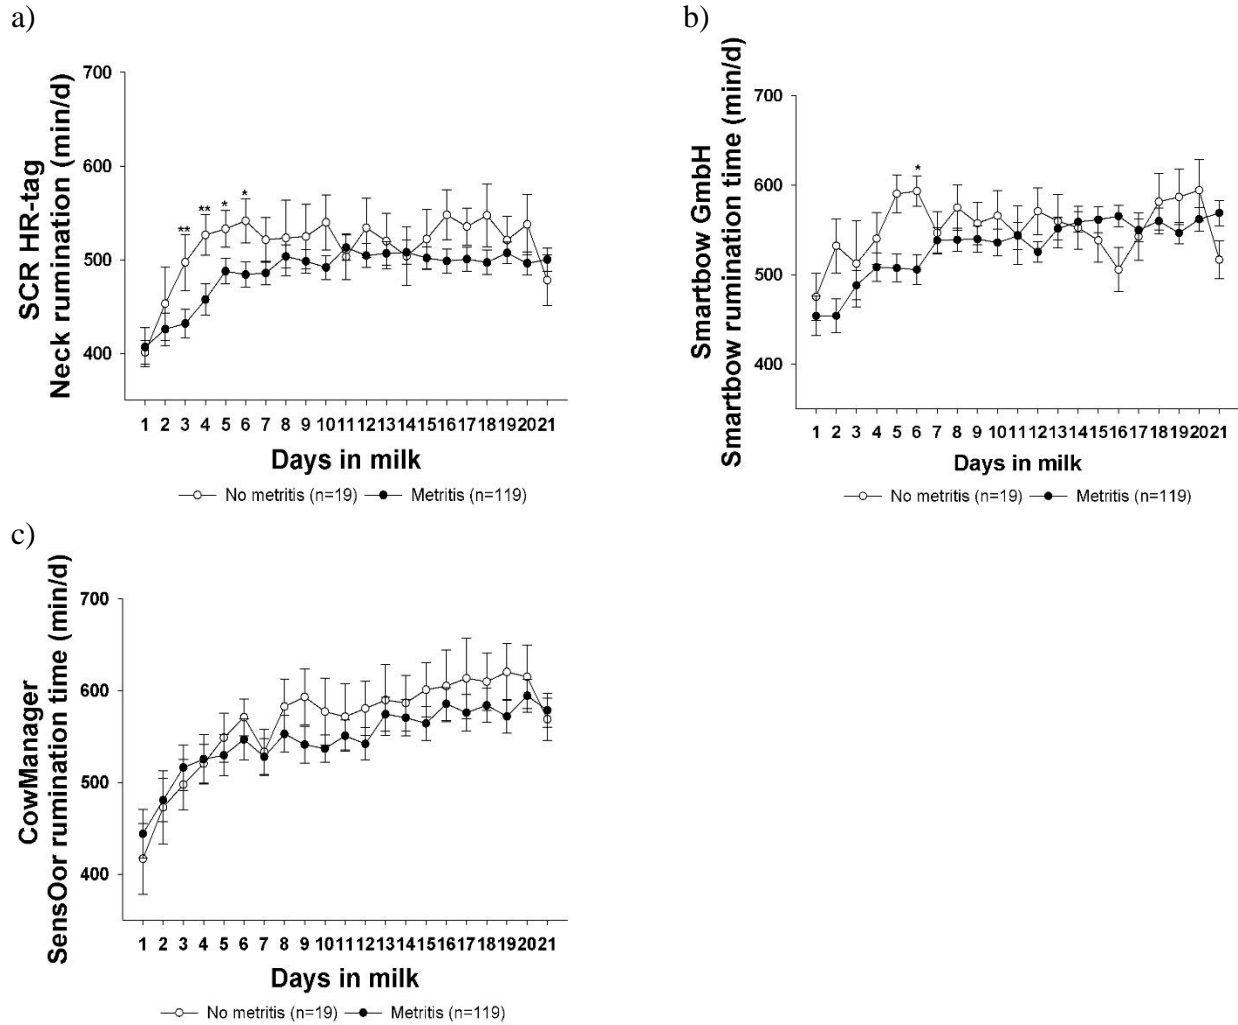 a)
SCR HR-tag
Neck rumination (min/d)
700
600
500
400
**
**
*
*
1 2 3 4 5 6 7 8 9 10 11 12 13 14 15 16 17 18 19 20 21
Days in milk
No metritis (n=19) Metritis (n=119)
b)
Smartbow GmbH
Smartbow rumination time (min/d)
700
600
500
400
*
1 2 3 4 5 6 7 8 9 10 11 12 13 14 15 16 17 18 19 20 21
Days in milk
No metritis (n=19) Metritis (n=119)
c)
CowManager
SensOor rumination time (min/d)
700
600
500
400
1 2 3 4 5 6 7 8 9 10 11 12 13 14 15 16 17 18 19 20 21
Days in milk
No metritis (n=19) Metritis (n=119)